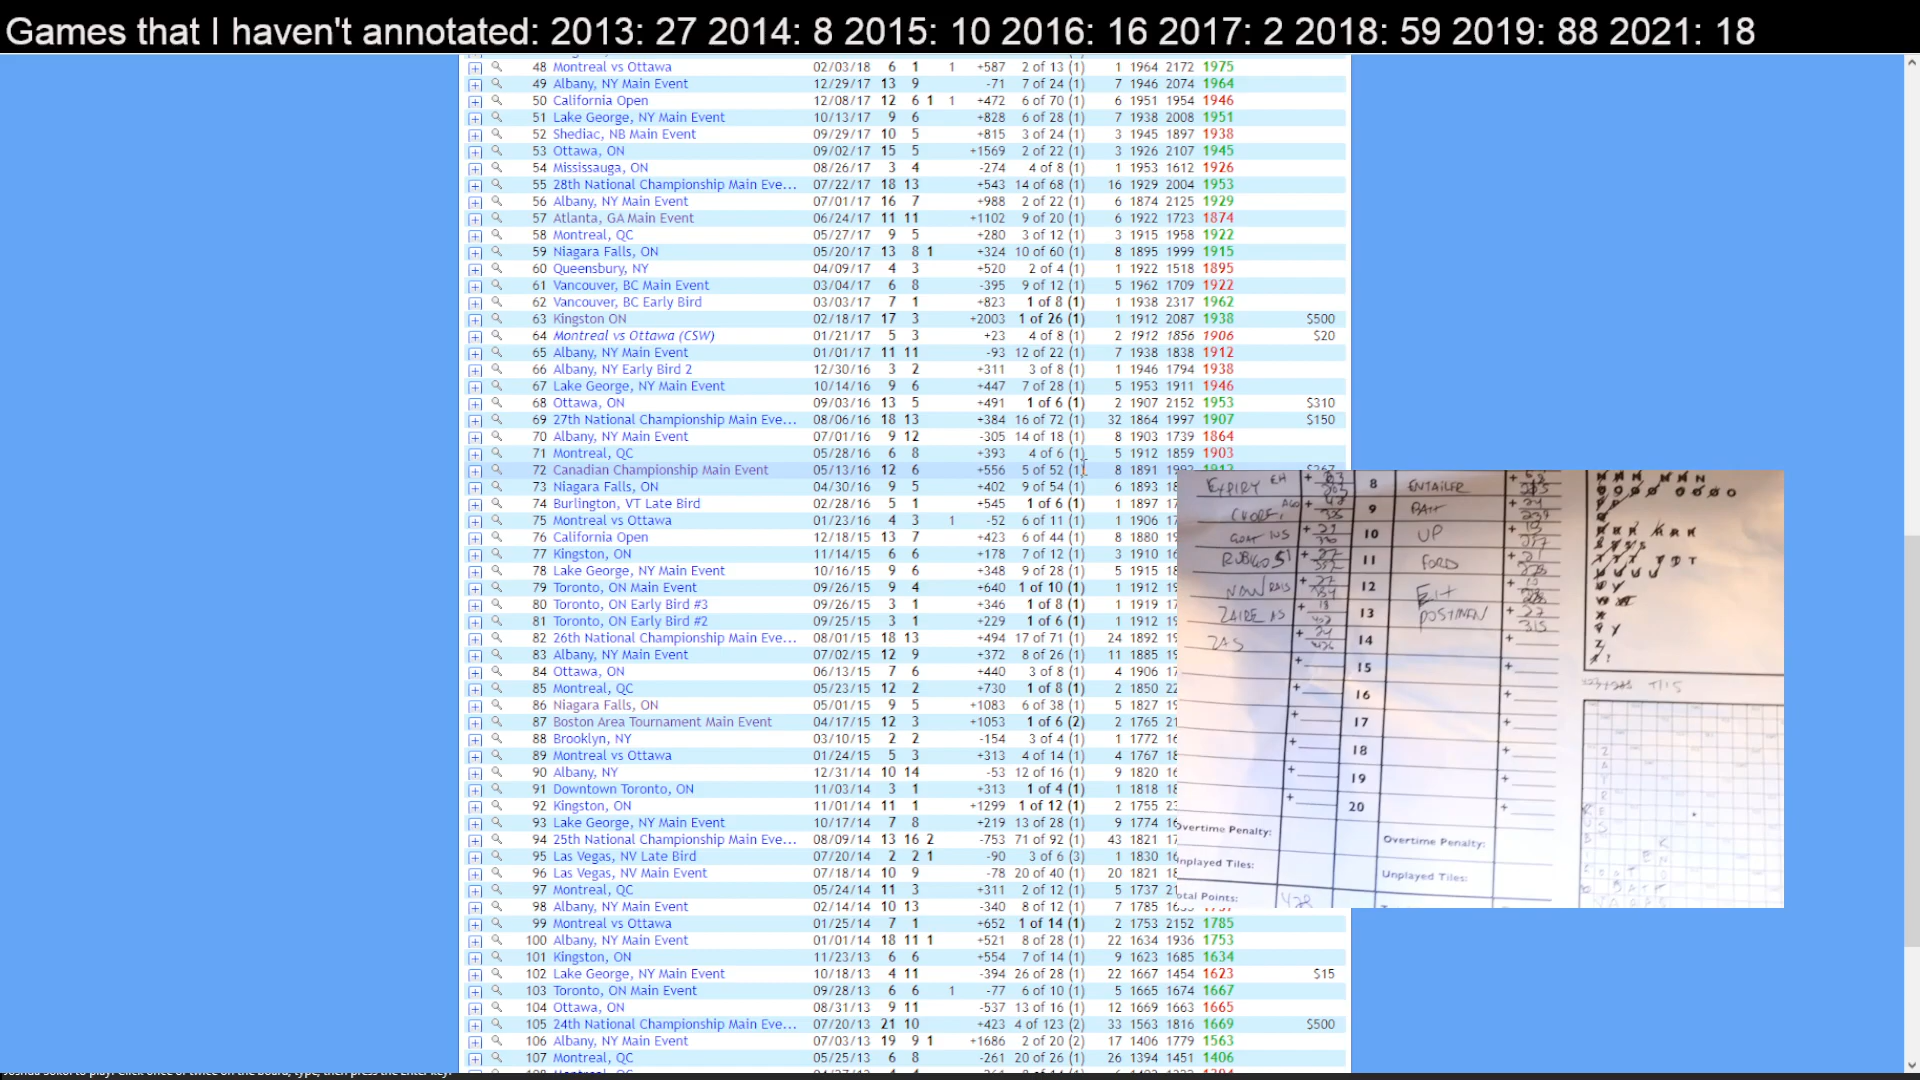 Games that I haven't annotated: 2013: 27 2014: 8 2015: 10 2016: 16 2017: 2 2018: 59 2019: 88 2021: 18
48 Montreal vs Ottawa 02/03/18 6 1 1 +587 2 of 13 (1) 1 1964 2172 1975
49 Albany, NY Main Event 12/29/17 13 9 -71 7 of 24 (1) 7 1946 2074 1964
50 California Open 12/08/17 12 6 1 1 +472 6 of 70 (1) 6 1951 1954 1946
51 Lake George, NY Main Event 10/13/17 9 6 +828 6 of 28 (1) 7 1938 2008 1951
52 Shediac, NB Main Event 09/29/17 10 5 +815 3 of 24 (1) 3 1945 1897 1938
53 Ottawa, ON 09/02/17 15 5 +1569 2 of 22 (1) 3 1926 2107 1945
54 Mississauga, ON 08/26/17 3 4 -274 4 of 8 (1) 1 1953 1612 1926
55 28th National Championship Main Eve... 07/22/17 18 13 +543 14 of 68 (1) 16 1929 2004 1953
56 Albany, NY Main Event 07/01/17 16 7 +988 2 of 22 (1) 6 1874 2125 1929
57 Atlanta, GA Main Event 06/24/17 11 11 +1102 9 of 20 (1) 6 1922 1723 1874
58 Montreal, QC 05/27/17 9 5 +280 3 of 12 (1) 3 1915 1958 1922
59 Niagara Falls, ON 05/20/17 13 8 1 +324 10 of 60 (1) 8 1895 1999 1915
60 Queensbury, NY 04/09/17 4 3 +520 2 of 4 (1) 1 1922 1518 1895
61 Vancouver, BC Main Event 03/04/17 6 8 -395 9 of 12 (1) 5 1962 1709 1922
62 Vancouver, BC Early Bird 03/03/17 7 1 +823 1 of 8 (1) 1 1938 2317 1962
63 Kingston ON 02/18/17 17 3 +2003 1 of 26 (1) 1 1912 2087 1938 $500
64 Montreal vs Ottawa (CSW) 01/21/17 5 3 +23 4 of 8 (1) 2 1912 1856 1906 $20
65 Albany, NY Main Event 01/01/17 11 11 -93 12 of 22 (1) 7 1938 1838 1912
66 Albany, NY Early Bird 2 12/30/16 3 2 +311 3 of 8 (1) 1 1946 1794 1938
67 Lake George, NY Main Event 10/14/16 9 6 +447 7 of 28 (1) 5 1953 1911 1946
68 Ottawa, ON 09/03/16 13 5 +491 1 of 6 (1) 2 1907 2152 1953 $310
69 27th National Championship Main Eve... 08/06/16 18 13 +384 16 of 72 (1) 32 1864 1997 1907 $150
70 Albany, NY Main Event 07/01/16 9 12 -305 14 of 18 (1) 8 1903 1739 1864
71 Montreal, QC 05/28/16 6 8 +393 4 of 6 (1) 5 1912 1859 1903
72 Canadian Championship Main Event 05/13/16 12 6 +556 5 of 52 (1) 8 1891
73 Niagara Falls, ON 04/30/16 9 5 +402 9 of 54 (1) 6 1893 18
74 Burlington, VT Late Bird 02/28/16 5 1 +545 1 of 6 (1) 1 1897 17
75 Montreal vs Ottawa 01/23/16 4 3 1 -52 6 of 11 (1) 1 1906 17
76 California Open 12/18/15 13 7 +423 6 of 44 (1) 8 1880 19
77 Kingston, ON 11/14/15 6 6 +178 7 of 12 (1) 3 1910 16
78 Lake George, NY Main Event 10/16/15 9 6 +348 9 of 28 (1) 5 1915 18
79 Toronto, ON Main Event 09/26/15 9 4 +640 1 of 10 (1) 1 1912 19
80 Toronto, ON Early Bird #3 09/26/15 3 1 +346 1 of 8 (1) 1 1919 17
81 Toronto, ON Early Bird #2 09/25/15 3 1 +229 1 of 6 (1) 1 1912 19
82 26th National Championship Main Eve... 08/01/15 18 13 +494 17 of 71 (1) 24 1892 19
83 Albany, NY Main Event 07/02/15 12 9 +372 8 of 26 (1) 11 1885 19
84 Ottawa, ON 06/13/15 7 6 +440 3 of 8 (1) 4 1906 17
85 Montreal, QC 05/23/15 12 2 +730 1 of 8 (1) 2 1850 22
86 Niagara Falls, ON 05/01/15 9 5 +1083 6 of 38 (1) 5 1827 19
87 Boston Area Tournament Main Event 04/17/15 12 3 +1053 1 of 6 (2) 2 1765 21
88 Brooklyn, NY 03/10/15 2 2 -154 3 of 4 (1) 1 1772 16
89 Montreal vs Ottawa 01/24/15 5 3 +313 4 of 14 (1) 4 1767 18
90 Albany, NY 12/31/14 10 14 -53 12 of 16 (1) 9 1820 16
91 Downtown Toronto, ON 11/03/14 3 1 +313 1 of 4 (1) 1 1818 18
92 Kingston, ON 11/01/14 11 1 +1299 1 of 12 (1) 2 1755 23
93 Lake George, NY Main Event 10/17/14 7 8 +219 13 of 28 (1) 9 1774 16
94 25th National Championship Main Eve... 08/09/14 13 16 2 -753 71 of 92 (1) 43 1821 17
95 Las Vegas, NV Late Bird 07/20/14 2 2 1 -90 3 of 6 (3) 1 1830 16
96 Las Vegas, NV Main Event 07/18/14 10 9 -78 20 of 40 (1) 20 1821 18
97 Montreal, QC 05/24/14 11 3 +311 2 of 12 (1) 5 1737 21
98 Albany, NY Main Event 02/14/14 10 13 -340 8 of 12 (1) 7 1785
99 Montreal vs Ottawa 01/25/14 7 1 +652 1 of 14 (1) 2 1753 2152 1785
100 Albany, NY Main Event 01/01/14 18 11 1 +521 8 of 28 (1) 22 1634 1936 1753
101 Kingston, ON 11/23/13 6 6 +554 7 of 14 (1) 9 1623 1685 1634
102 Lake George, NY Main Event 10/18/13 4 11 -394 26 of 28 (1) 22 1667 1454 1623 $15
103 Toronto, ON Main Event 09/28/13 6 6 1 -77 6 of 10 (1) 5 1665 1674 1667
104 Ottawa, ON 08/31/13 9 11 -537 13 of 16 (1) 12 1669 1663 1665
105 24th National Championship Main Eve... 07/20/13 21 10 +423 4 of 123 (2) 33 1563 1816 1669 $500
106 Albany, NY Main Event 07/03/13 19 9 1 +1686 2 of 20 (2) 17 1406 1779 1563
107 Montreal, QC 05/25/13 6 8 -261 20 of 26 (1) 26 1394 1451 1406
EXPIRY EH 8 ENTAILER
9
GOAT NS 10 UP
11 FORD
12
ZAIRE NS 13 POSTMEN
ZAS 14
15
16
17
18
19
20
Overtime Penalty: Overtime Penalty:
Unplayed Tiles: Unplayed Tiles:
otal Points: 428